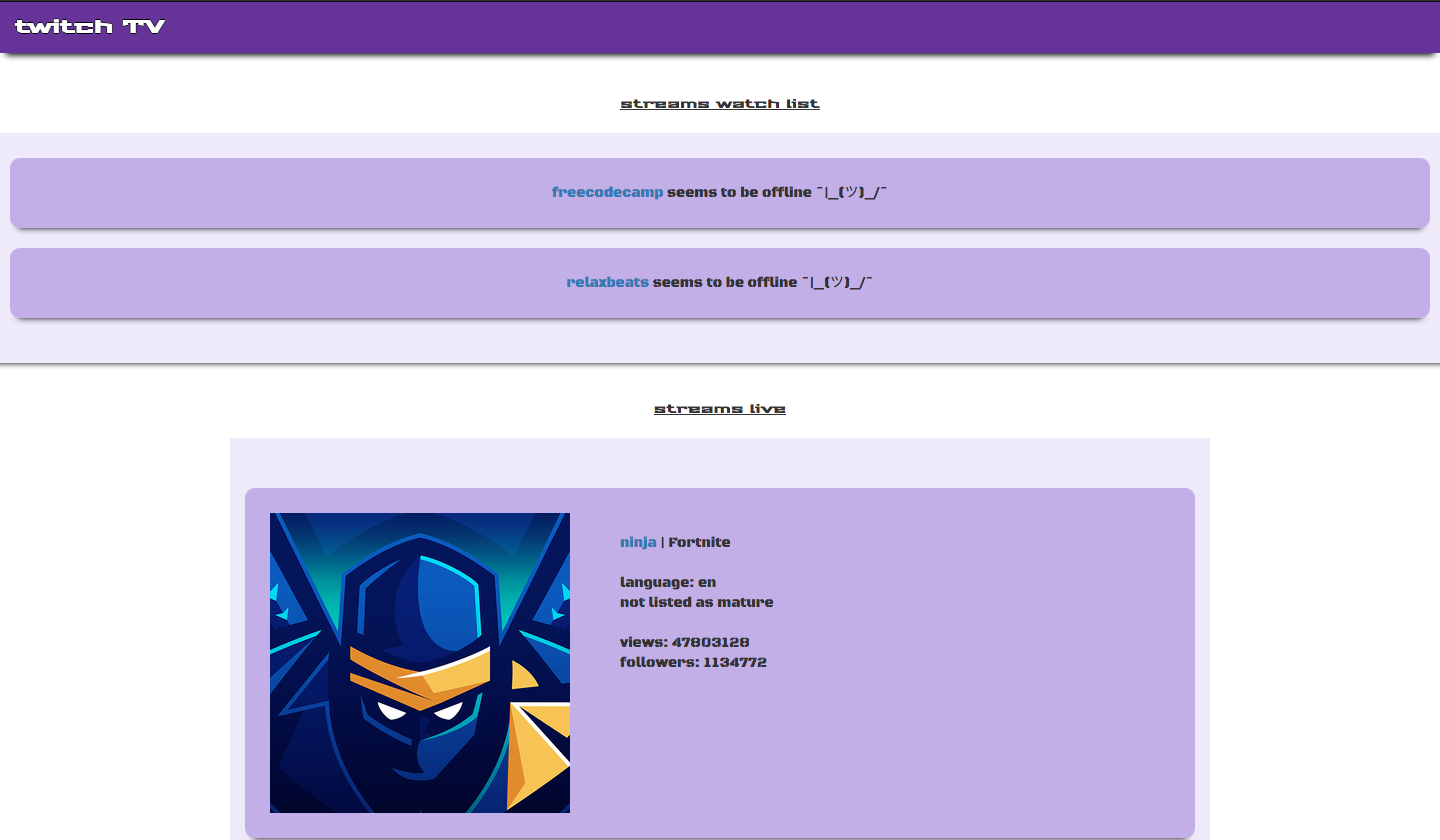 twitch TV
streams watch list
freecodecamp seems to be offline ¯|_(ツ)_/¯
relaxbeats seems to be offline ¯|_(ツ)_/¯
streams live
ninja | Fortnite
language: en
not listed as mature
views: 47803128
followers: 1134772